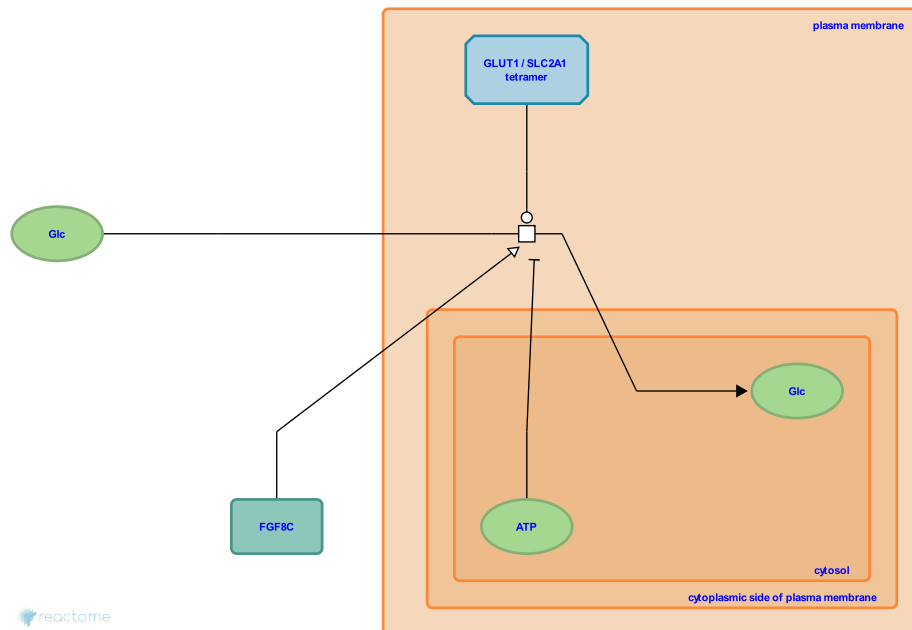 plasma membrane
GLUT1 / SLC2A1
tetramer
Glc
Glc
FGF8C
ATP
cytosol
cytoplasmic side of plasma membrane
reactome